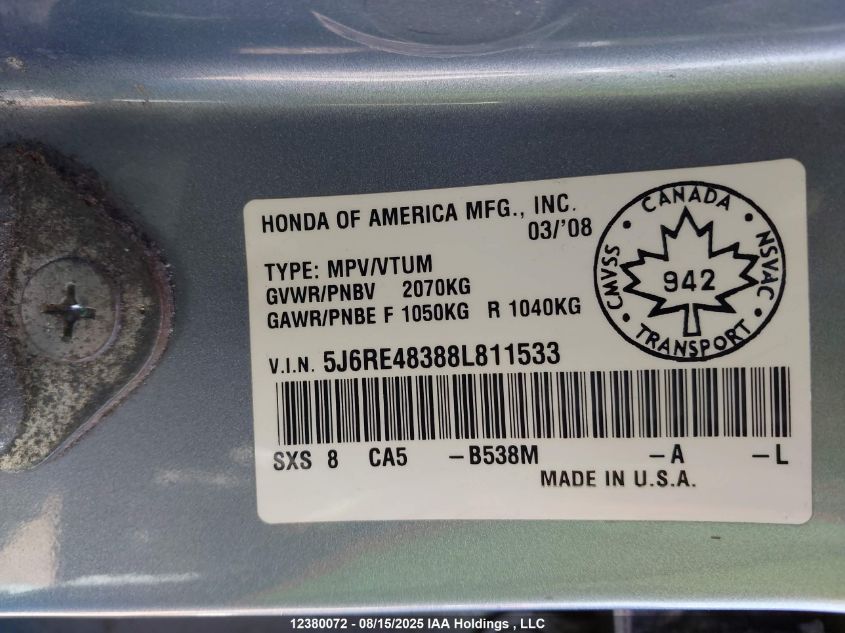 HONDA OF AMERICA MFG., INC.
03/'08
TYPE: MPV/VTUM
GVWR/PNBV 2070KG
GAWR/PNBE F 1050KG R 1040KG
V.I.N. 5J6RE48388L811533
SXS 8 CA5 -B538M -A -L
MADE IN U.S.A.
CANADA
CMVSS
942
NSVAC
TRANSPORT
12380072 - 08/15/2025 IAA Holdings , LLC